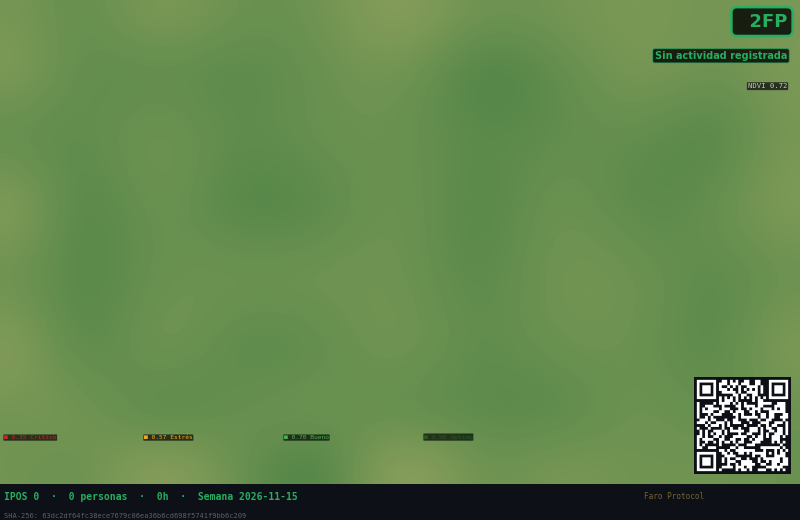 2FP
Sin actividad registrada
NDVI 0.72
0.57 Estrés
0.70 Bueno
IPOS 0 · 0 personas · 0h · Semana 2026-11-15
Faro Protocol
SHA-256: